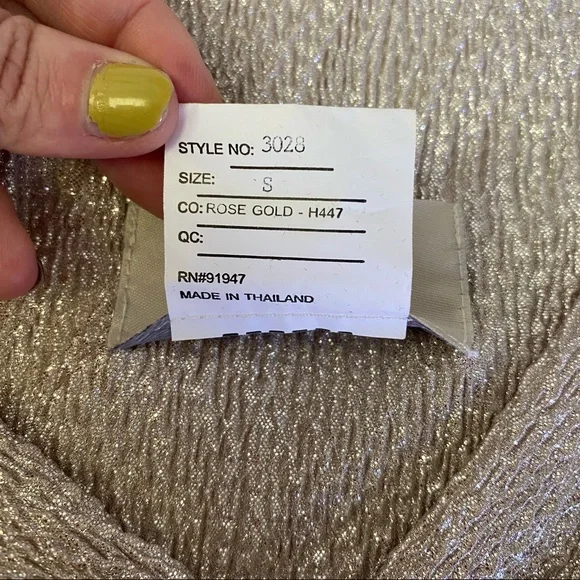 STYLE NO: 3028
SIZE: S
CO: ROSE GOLD - H447
QC:
RN#91947
MADE IN THAILAND